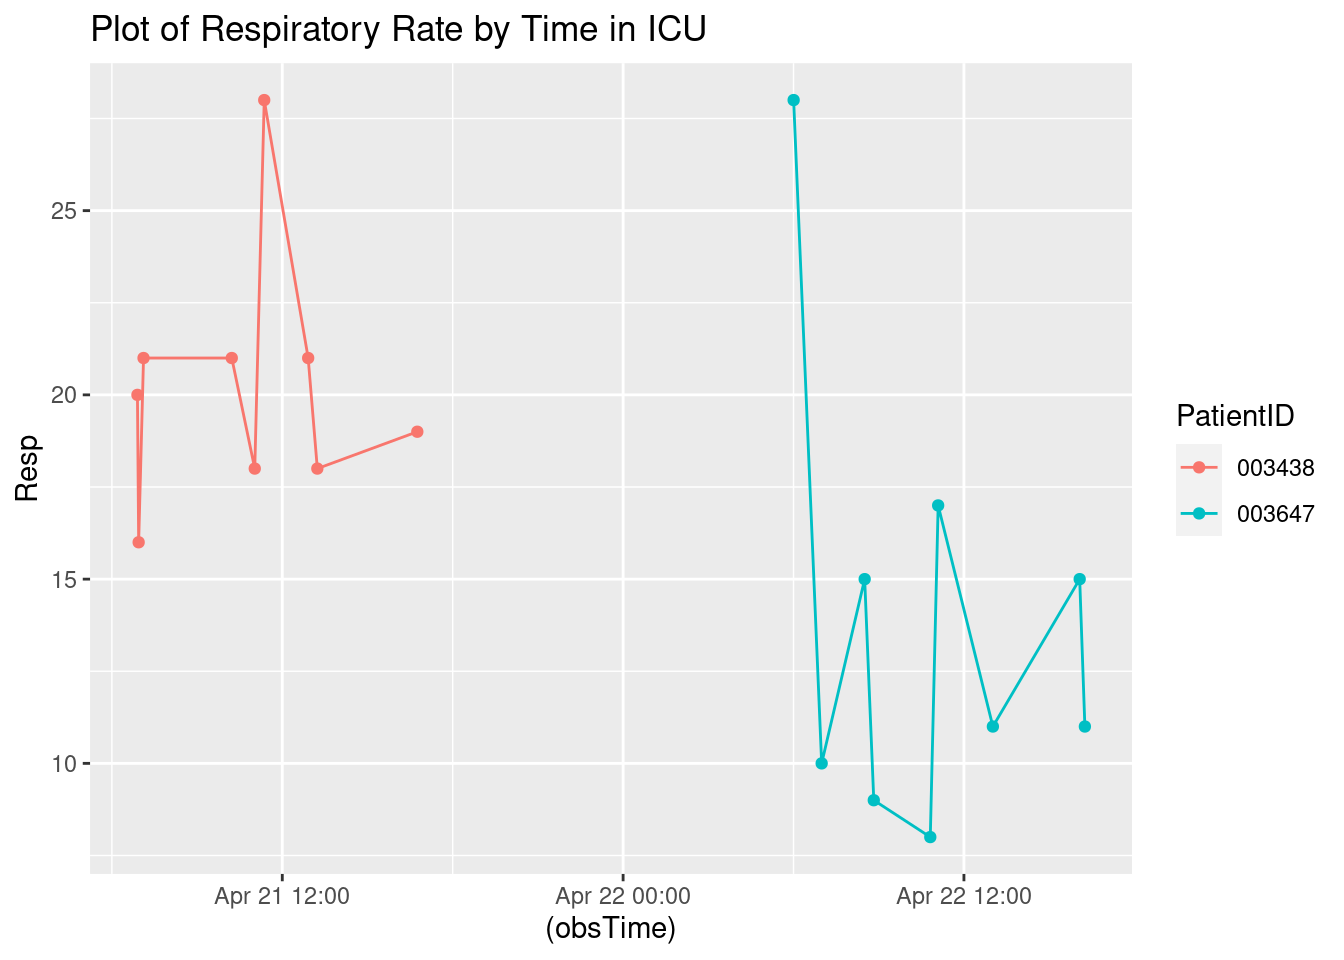 Plot of Respiratory Rate by Time in ICU
25
20
15
10
Resp
Apr 21 12:00
Apr 22 00:00
Apr 22 12:00
(obsTime)
PatientID
003438
003647